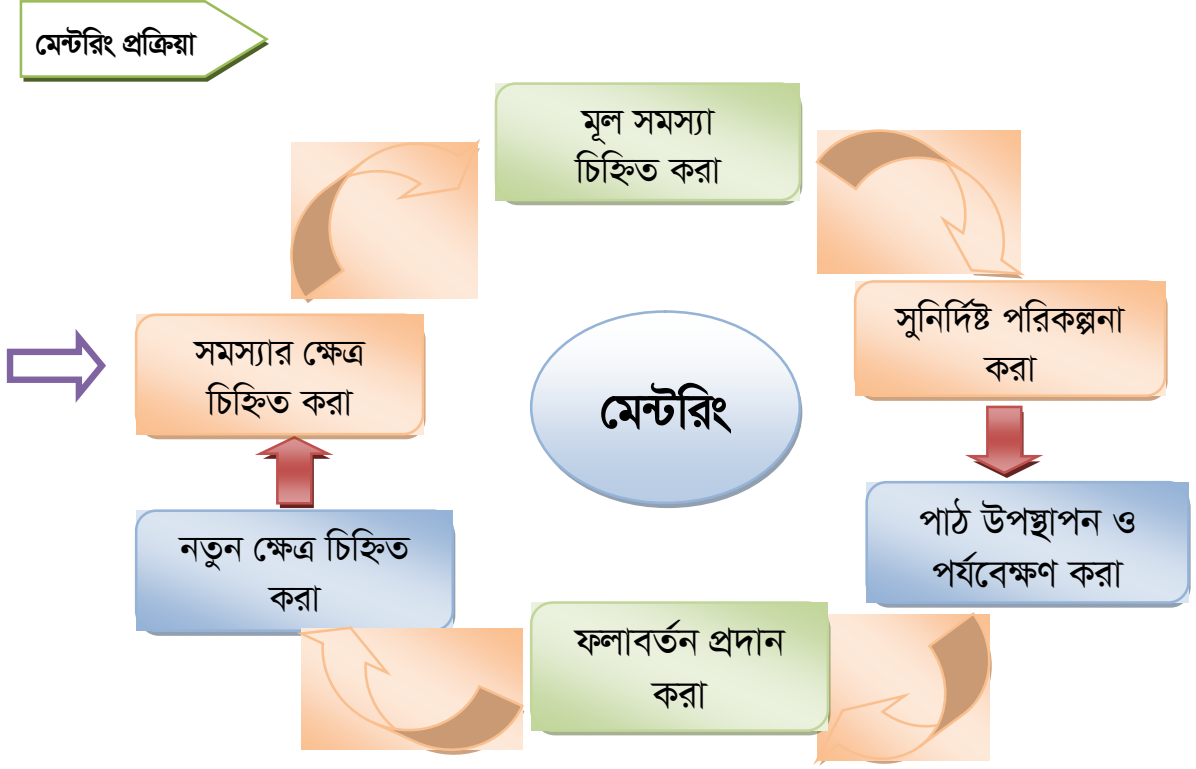 মেন্টরিং প্রক্রিয়া
মূল সমস্যা
চিহ্নিত করা
সুনির্দিষ্ট পরিকল্পনা
করা
সমস্যার ক্ষেত্র
চিহ্নিত করা
মেন্টরিং
পাঠ উপস্থাপন ও
পর্যবেক্ষণ করা
নতুন ক্ষেত্র চিহ্নিত
করা
ফলাবর্তন প্রদান
করা